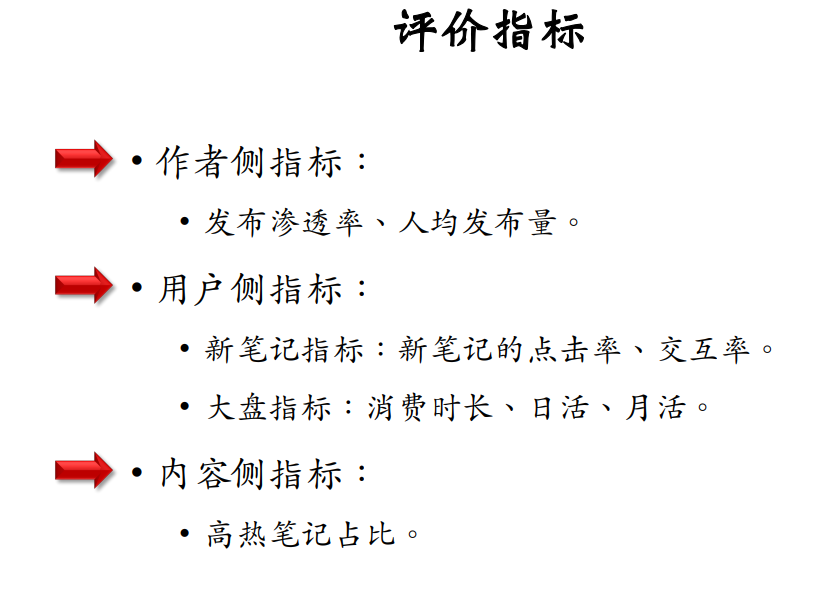 评价指标
• 作者侧指标：
• 发布渗透率、人均发布量。
• 用户侧指标：
• 新笔记指标：新笔记的点击率、交互率。
• 大盘指标：消费时长、日活、月活。
• 内容侧指标：
• 高热笔记占比。